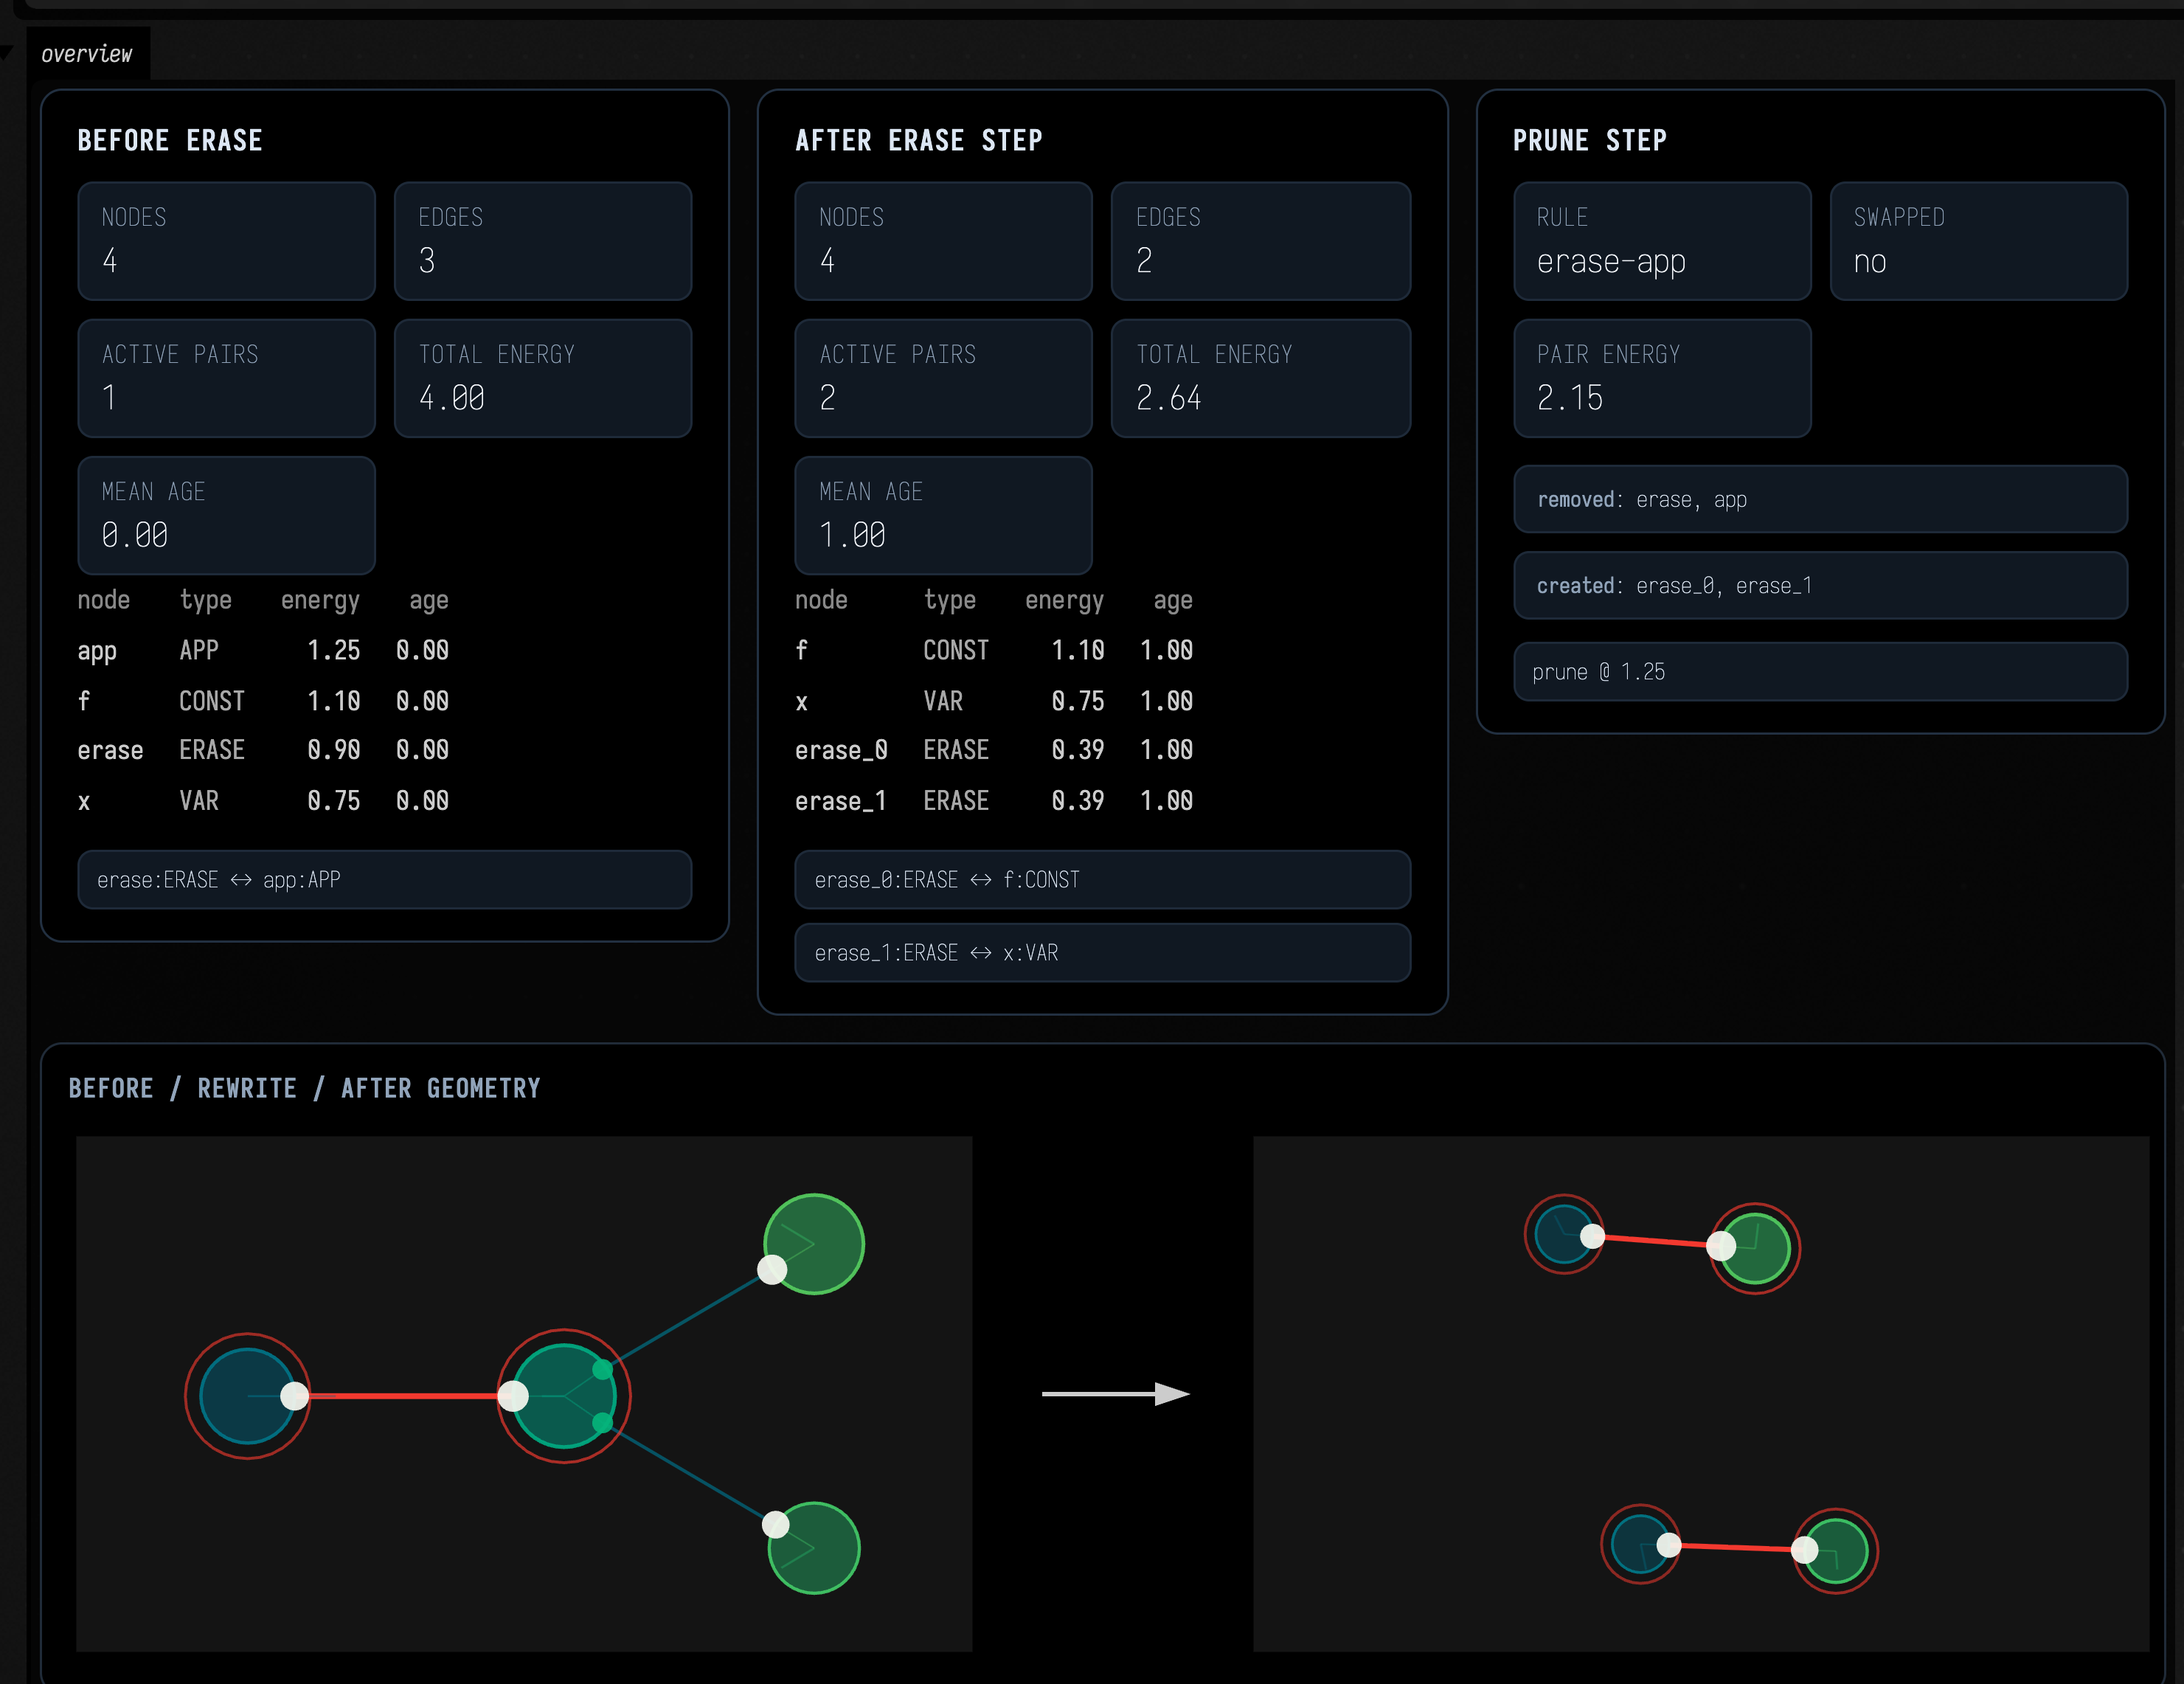 overview
BEFORE ERASE
NODES
4
EDGES
3
ACTIVE PAIRS
1
TOTAL ENERGY
4.00
MEAN AGE
0.00
node type energy age
app APP 1.25 0.00
f CONST 1.10 0.00
erase ERASE 0.90 0.00
x VAR 0.75 0.00
erase:ERASE ↔ app:APP
AFTER ERASE STEP
NODES
4
EDGES
2
ACTIVE PAIRS
2
TOTAL ENERGY
2.64
MEAN AGE
1.00
node type energy age
f CONST 1.10 1.00
x VAR 0.75 1.00
erase_0 ERASE 0.39 1.00
erase_1 ERASE 0.39 1.00
erase_0:ERASE ↔ f:CONST
erase_1:ERASE ↔ x:VAR
PRUNE STEP
RULE
erase-app
SWAPPED
no
PAIR ENERGY
2.15
removed: erase, app
created: erase_0, erase_1
prune @ 1.25
BEFORE / REWRITE / AFTER GEOMETRY